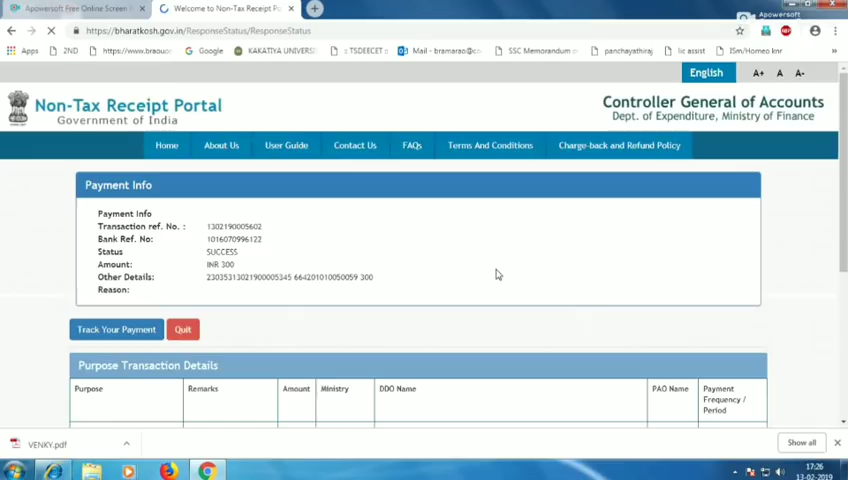 Apowersoft Free Online Screen
Welcome to Non-Tax Receipt Po
Apowersoft
https://bharatkosh.gov.in/ResponseStatus/ResponseStatus
Apps
2ND
https://www.braou
Google
KAKATIYA UNIVERSI
:: TSDEECET ::
Mail - bramarao@c
SSC Memorandum o
panchayathiraj
lic assist
ISm/Homeo knr
English
A+ A A-
Non-Tax Receipt Portal
Government of India
Controller General of Accounts
Dept. of Expenditure, Ministry of Finance
Home
About Us
User Guide
Contact Us
FAQs
Terms And Conditions
Charge-back and Refund Policy
Payment Info
Payment Info
Transaction ref. No. : 1302190005602
Bank Ref. No: 1016070996122
Status SUCCESS
Amount: INR 300
Other Details: 23035313021900005345 664201010050059 300
Reason:
Track Your Payment
Quit
Purpose Transaction Details
Purpose
Remarks
Amount
Ministry
DDO Name
PAO Name
Payment
Frequency /
Period
VENKY.pdf
Show all
17:26
13-02-2019